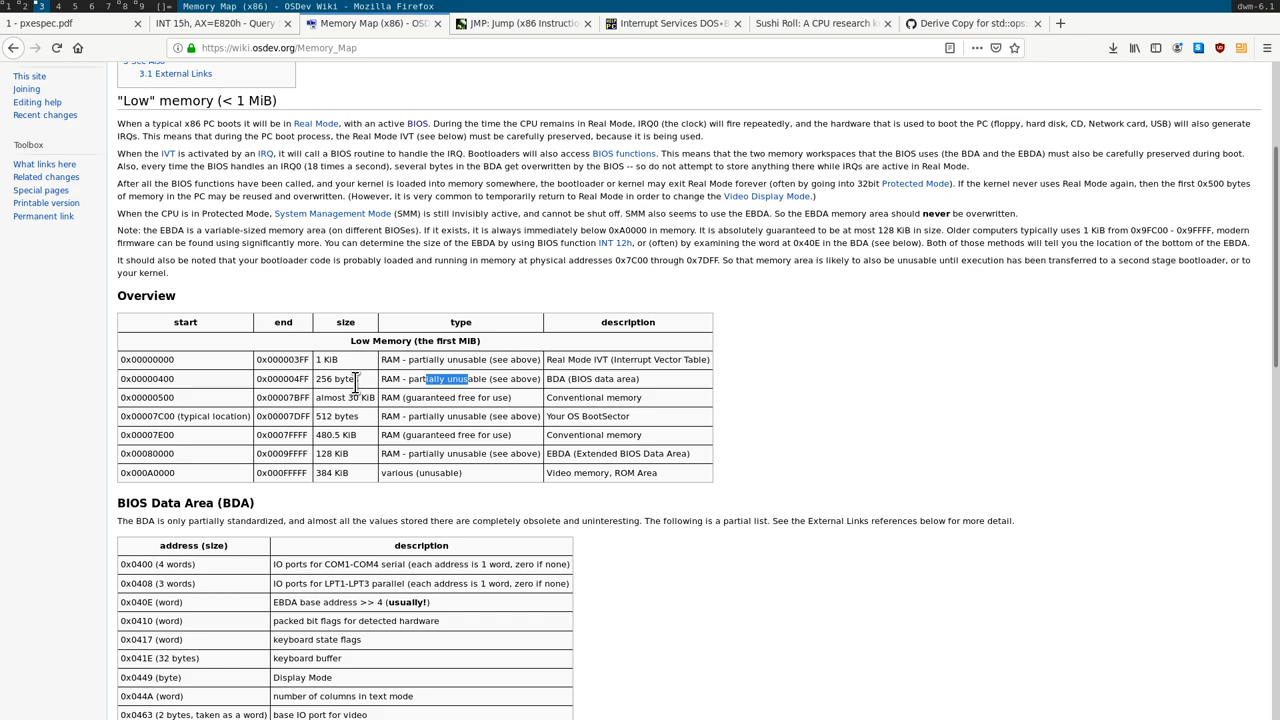 1 2 3 4 5 6 7 8 9 []= Memory Map (x86) - OSDev Wiki - Mozilla Firefox dwm-6.1
1 - pxespec.pdf INT 15h, AX=E820h - Query Memory Map (x86) - OSD JMP: Jump (x86 Instructio Interrupt Services DOS• Sushi Roll: A CPU research k Derive Copy for std::ops:
https://wiki.osdev.org/Memory_Map
This site
Joining
Editing help
Recent changes
Toolbox
What links here
Related changes
Special pages
Printable version
Permanent link
3 See Also
3.1 External Links
"Low" memory (< 1 MiB)
When a typical x86 PC boots it will be in Real Mode, with an active BIOS. During the time the CPU remains in Real Mode, IRQ0 (the clock) will fire repeatedly, and the hardware that is used to boot the PC (floppy, hard disk, CD, Network card, USB) will also generate
IRQs. This means that during the PC boot process, the Real Mode IVT (see below) must be carefully preserved, because it is being used.
When the IVT is activated by an IRQ, it will call a BIOS routine to handle the IRQ. Bootloaders will also access BIOS functions. This means that the two memory workspaces that the BIOS uses (the BDA and the EBDA) must also be carefully preserved during boot.
Also, every time the BIOS handles an IRQ0 (18 times a second), several bytes in the BDA get overwritten by the BIOS -- so do not attempt to store anything there while IRQs are active in Real Mode.
After all the BIOS functions have been called, and your kernel is loaded into memory somewhere, the bootloader or kernel may exit Real Mode forever (often by going into 32bit Protected Mode). If the kernel never uses Real Mode again, then the first 0x500 bytes
of memory in the PC may be reused and overwritten. (However, it is very common to temporarily return to Real Mode in order to change the Video Display Mode.)
When the CPU is in Protected Mode, System Management Mode (SMM) is still invisibly active, and cannot be shut off. SMM also seems to use the EBDA. So the EBDA memory area should never be overwritten.
Note: the EBDA is a variable-sized memory area (on different BIOSes). If it exists, it is always immediately below 0xA0000 in memory. It is absolutely guaranteed to be at most 128 KiB in size. Older computers typically uses 1 KiB from 0x9FC00 - 0x9FFFF, modern
firmware can be found using significantly more. You can determine the size of the EBDA by using BIOS function INT 12h, or (often) by examining the word at 0x40E in the BDA (see below). Both of those methods will tell you the location of the bottom of the EBDA.
It should also be noted that your bootloader code is probably loaded and running in memory at physical addresses 0x7C00 through 0x7DFF. So that memory area is likely to also be unusable until execution has been transferred to a second stage bootloader, or to
your kernel.
Overview
start end size type description
Low Memory (the first MiB)
0x00000000 0x000003FF 1 KiB RAM - partially unusable (see above) Real Mode IVT (Interrupt Vector Table)
0x00000400 0x000004FF 256 bytes RAM - partially unusable (see above) BDA (BIOS data area)
0x00000500 0x00007BFF almost 30 KiB RAM (guaranteed free for use) Conventional memory
0x00007C00 (typical location) 0x00007DFF 512 bytes RAM - partially unusable (see above) Your OS BootSector
0x00007E00 0x0007FFFF 480.5 KiB RAM (guaranteed free for use) Conventional memory
0x00080000 0x0009FFFF 128 KiB RAM - partially unusable (see above) EBDA (Extended BIOS Data Area)
0x000A0000 0x000FFFFF 384 KiB various (unusable) Video memory, ROM Area
BIOS Data Area (BDA)
The BDA is only partially standardized, and almost all the values stored there are completely obsolete and uninteresting. The following is a partial list. See the External Links references below for more detail.
address (size) description
0x0400 (4 words) IO ports for COM1-COM4 serial (each address is 1 word, zero if none)
0x0408 (3 words) IO ports for LPT1-LPT3 parallel (each address is 1 word, zero if none)
0x040E (word) EBDA base address >> 4 (usually!)
0x0410 (word) packed bit flags for detected hardware
0x0417 (word) keyboard state flags
0x041E (32 bytes) keyboard buffer
0x0449 (byte) Display Mode
0x044A (word) number of columns in text mode
0x0463 (2 bytes, taken as a word) base IO port for video